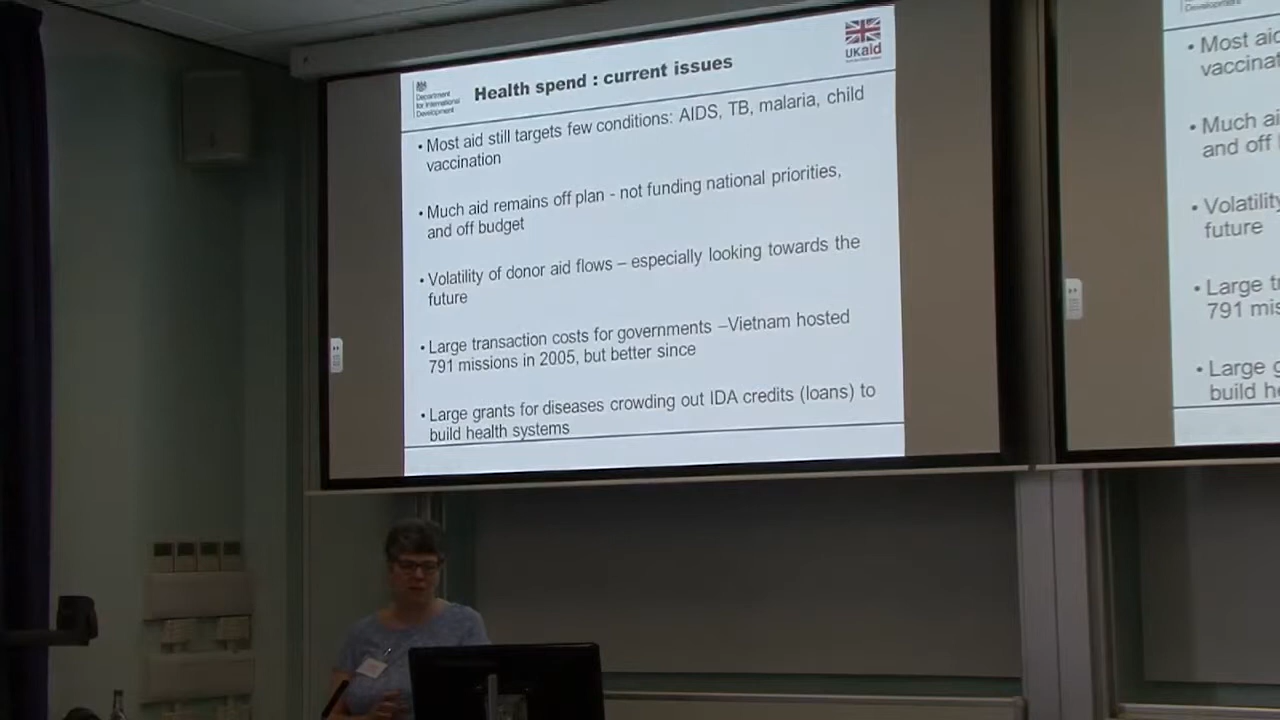 Department
for International
Development
Health spend : current issues
UKaid
• Most aid still targets few conditions: AIDS, TB, malaria, child
vaccination
• Much aid remains off plan - not funding national priorities,
and off budget
• Volatility of donor aid flows – especially looking towards the
future
• Large transaction costs for governments –Vietnam hosted
791 missions in 2005, but better since
• Large grants for diseases crowding out IDA credits (loans) to
build health systems
Development
• Most aid
vaccinat
• Much ai
and off
• Volatility
future
• Large t
791 mis
• Large g
build he